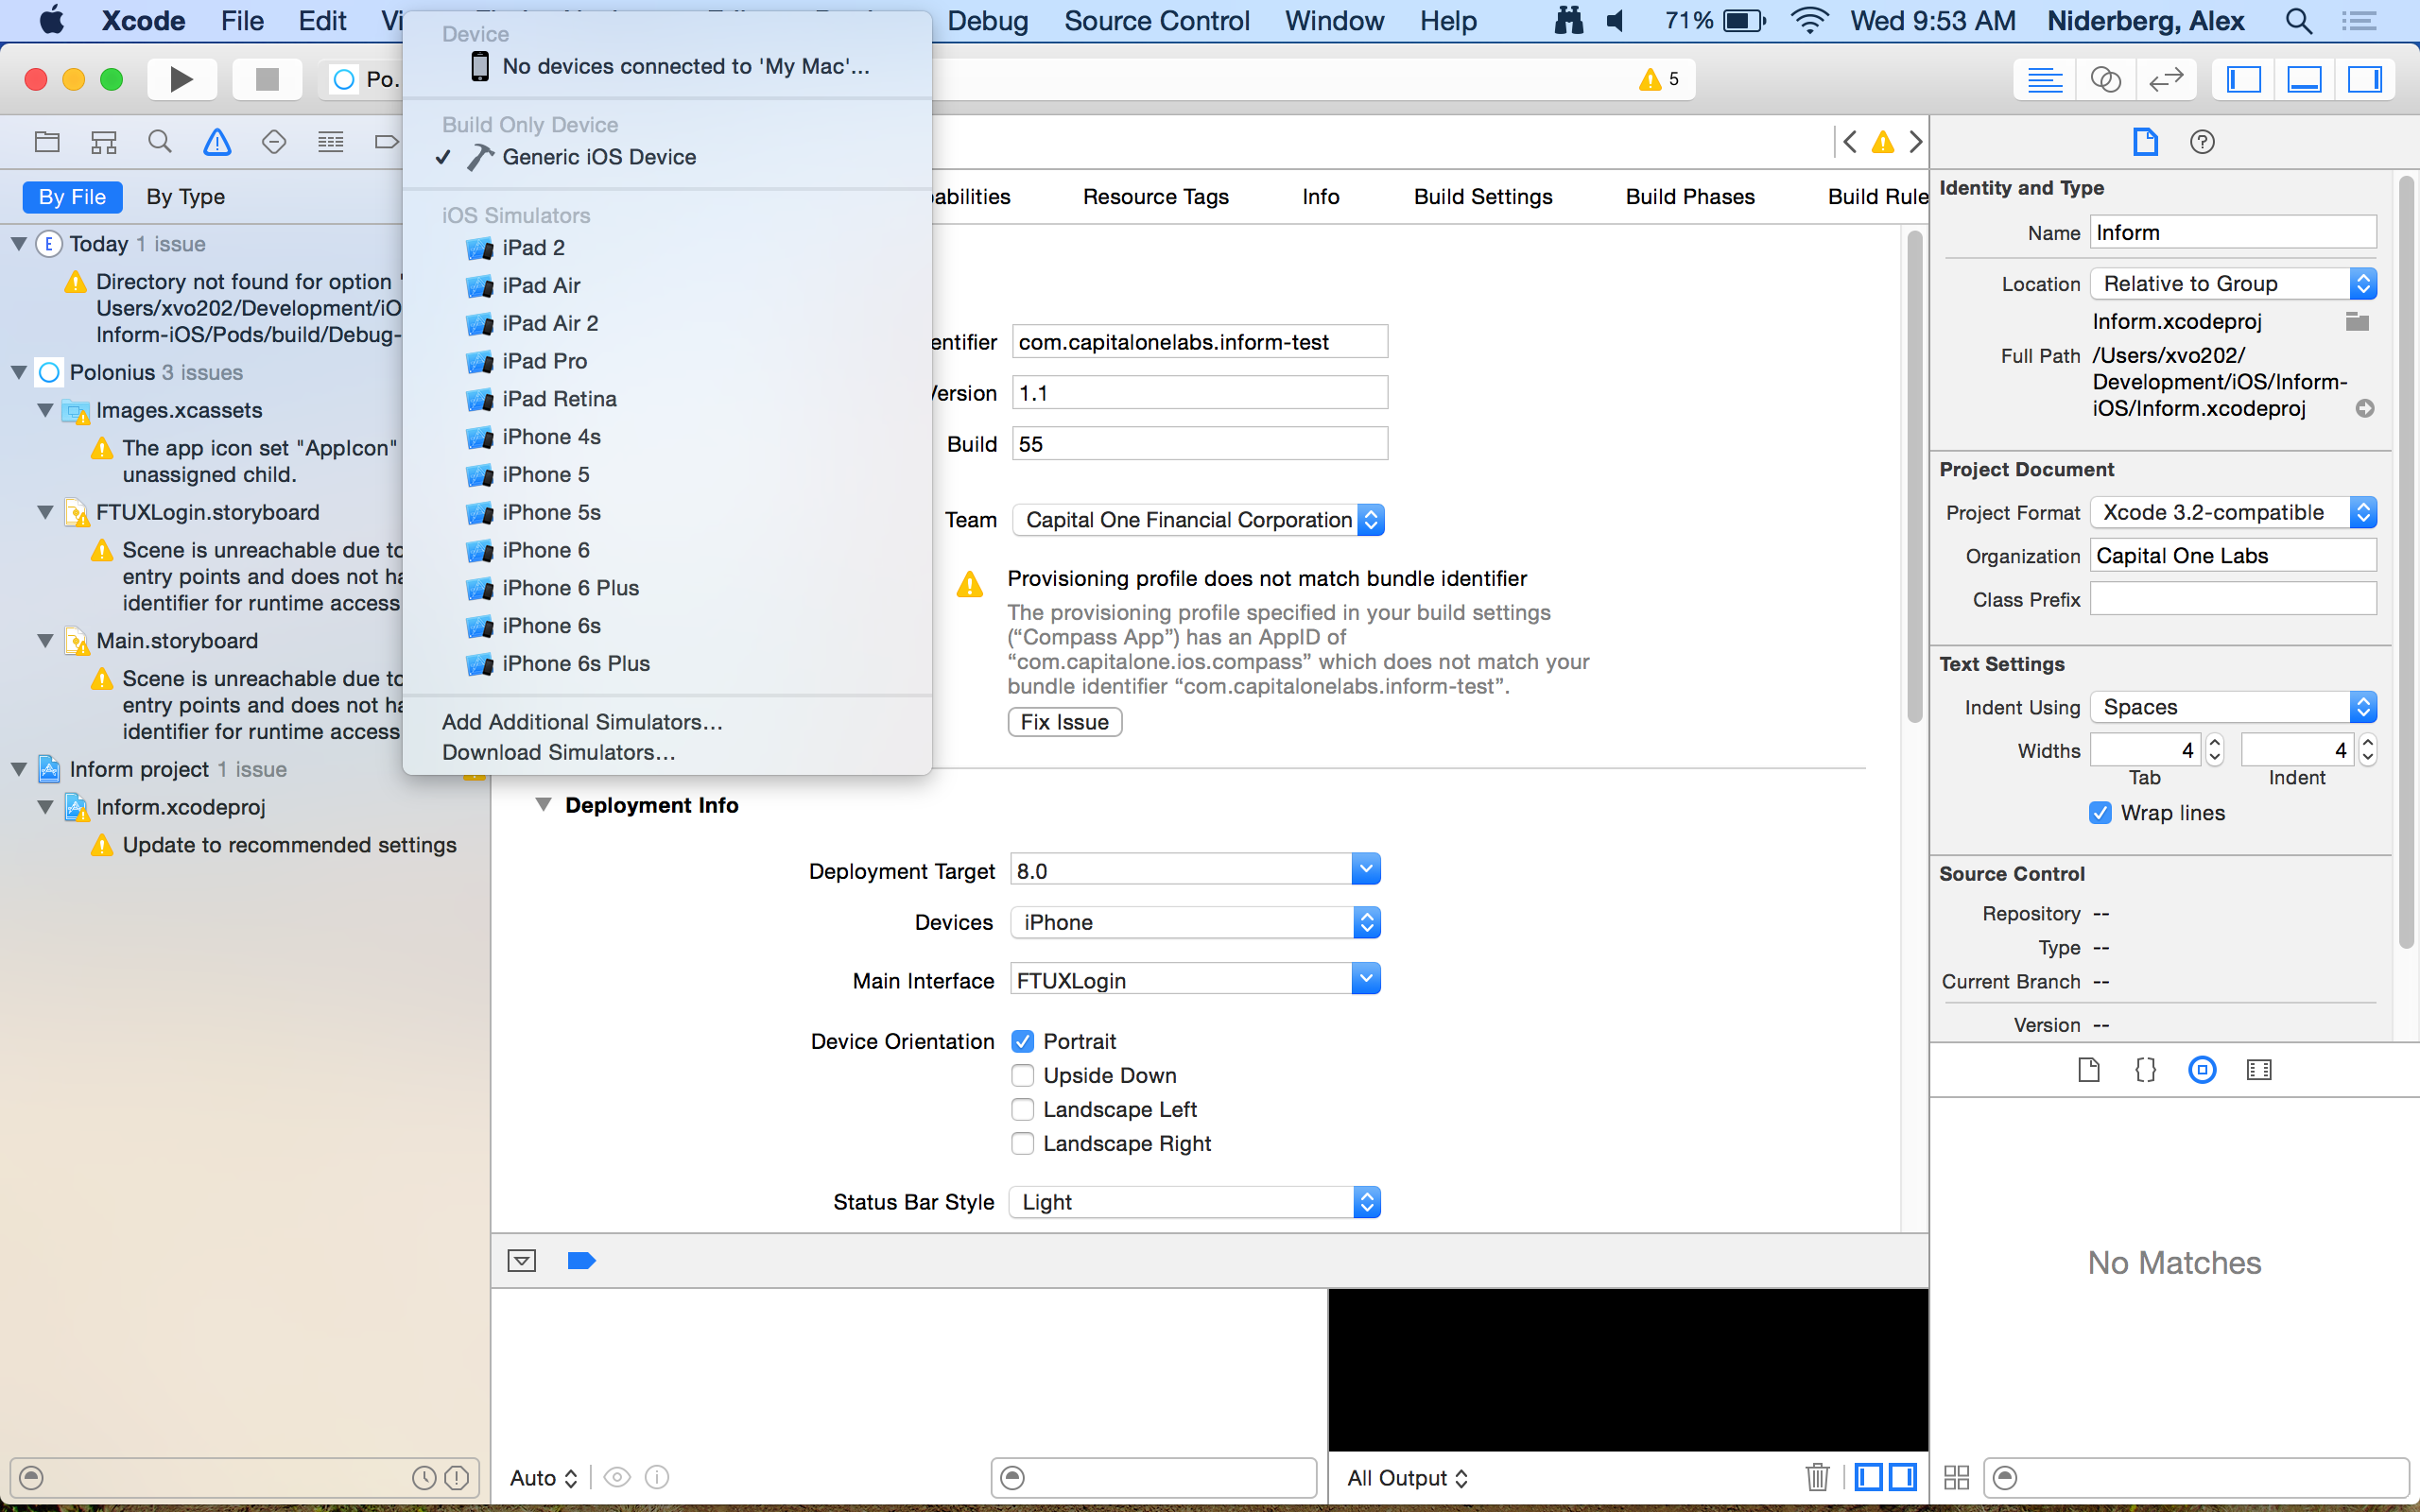 Xcode File Edit Vi Debug Source Control Window Help 71% Wed 9:53 AM Niderberg, Alex
Po... 5
Device
No devices connected to 'My Mac'...
Build Only Device
✓ Generic iOS Device
iOS Simulators
iPad 2
iPad Air
iPad Air 2
iPad Pro
iPad Retina
iPhone 4s
iPhone 5
iPhone 5s
iPhone 6
iPhone 6 Plus
iPhone 6s
iPhone 6s Plus
Add Additional Simulators...
Download Simulators...
By File By Type
E Today 1 issue
Directory not found for option '
Users/xvo202/Development/iO
Inform-iOS/Pods/build/Debug-
Polonius 3 issues
Images.xcassets
The app icon set "AppIcon"
unassigned child.
FTUXLogin.storyboard
Scene is unreachable due to
entry points and does not ha
identifier for runtime access
Main.storyboard
Scene is unreachable due to
entry points and does not ha
identifier for runtime access
Inform project 1 issue
Inform.xcodeproj
Update to recommended settings
abilities Resource Tags Info Build Settings Build Phases Build Rule
entifier com.capitalonelabs.inform-test
Version 1.1
Build 55
Team Capital One Financial Corporation
Provisioning profile does not match bundle identifier
The provisioning profile specified in your build settings
(“Compass App”) has an AppID of
“com.capitalone.ios.compass” which does not match your
bundle identifier “com.capitalonelabs.inform-test”.
Fix Issue
Deployment Info
Deployment Target 8.0
Devices iPhone
Main Interface FTUXLogin
Device Orientation Portrait
Upside Down
Landscape Left
Landscape Right
Status Bar Style Light
Auto
All Output
Identity and Type
Name Inform
Location Relative to Group
Inform.xcodeproj
Full Path /Users/xvo202/
Development/iOS/Inform-
iOS/Inform.xcodeproj
Project Document
Project Format Xcode 3.2-compatible
Organization Capital One Labs
Class Prefix
Text Settings
Indent Using Spaces
Widths 4 4
Tab Indent
Wrap lines
Source Control
Repository --
Type --
Current Branch --
Version --
{}
No Matches